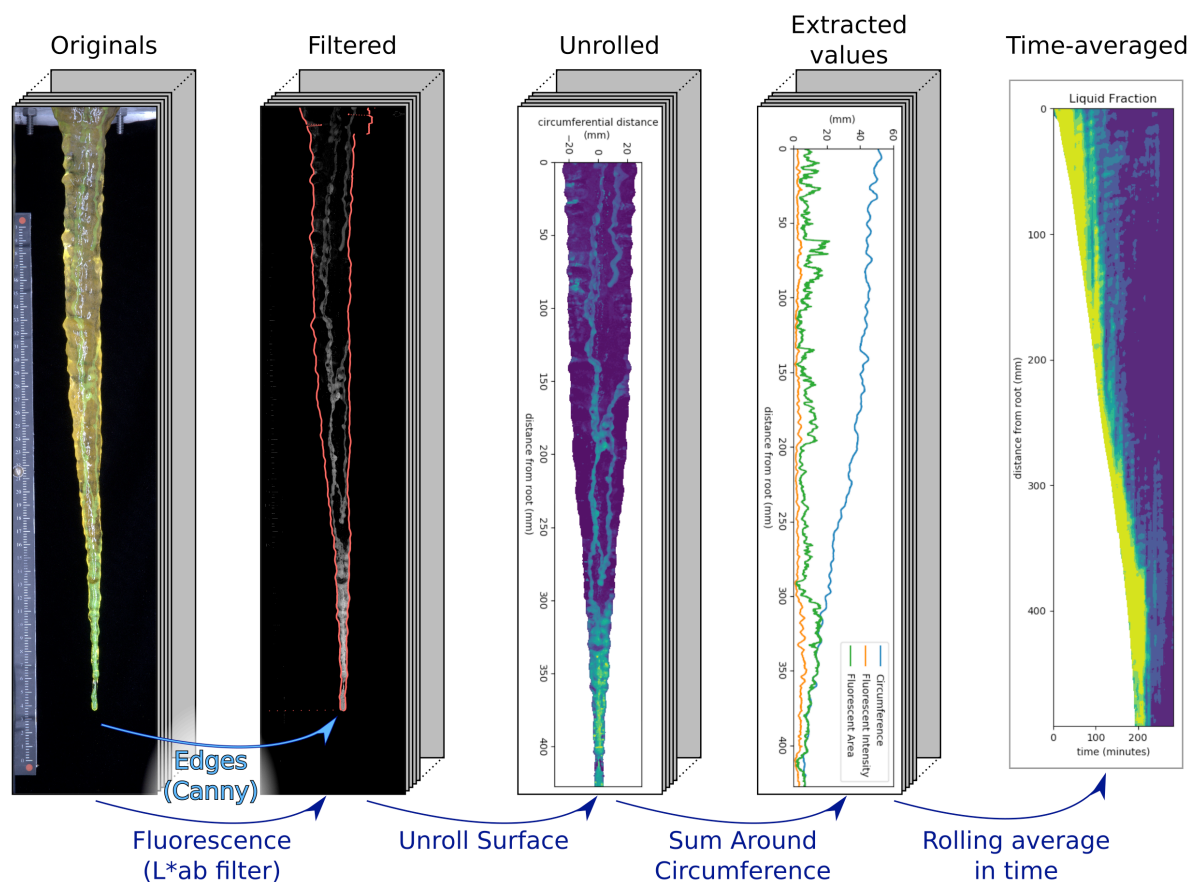 Originals
Filtered
Unrolled
Extracted
values
Time-averaged
circumferential distance
(mm)
−20
0
20
0
50
100
150
200
250
300
350
400
distance from root (mm)
(mm)
0
20
40
60
0
50
100
150
200
250
300
350
400
distance from root (mm)
Circumference
Fluorescent Intensity
Fluorescent Area
Liquid Fraction
0
100
200
300
400
distance from root (mm)
0
100
200
time (minutes)
Edges
(Canny)
Fluorescence
(L*ab filter)
Unroll Surface
Sum Around
Circumference
Rolling average
in time